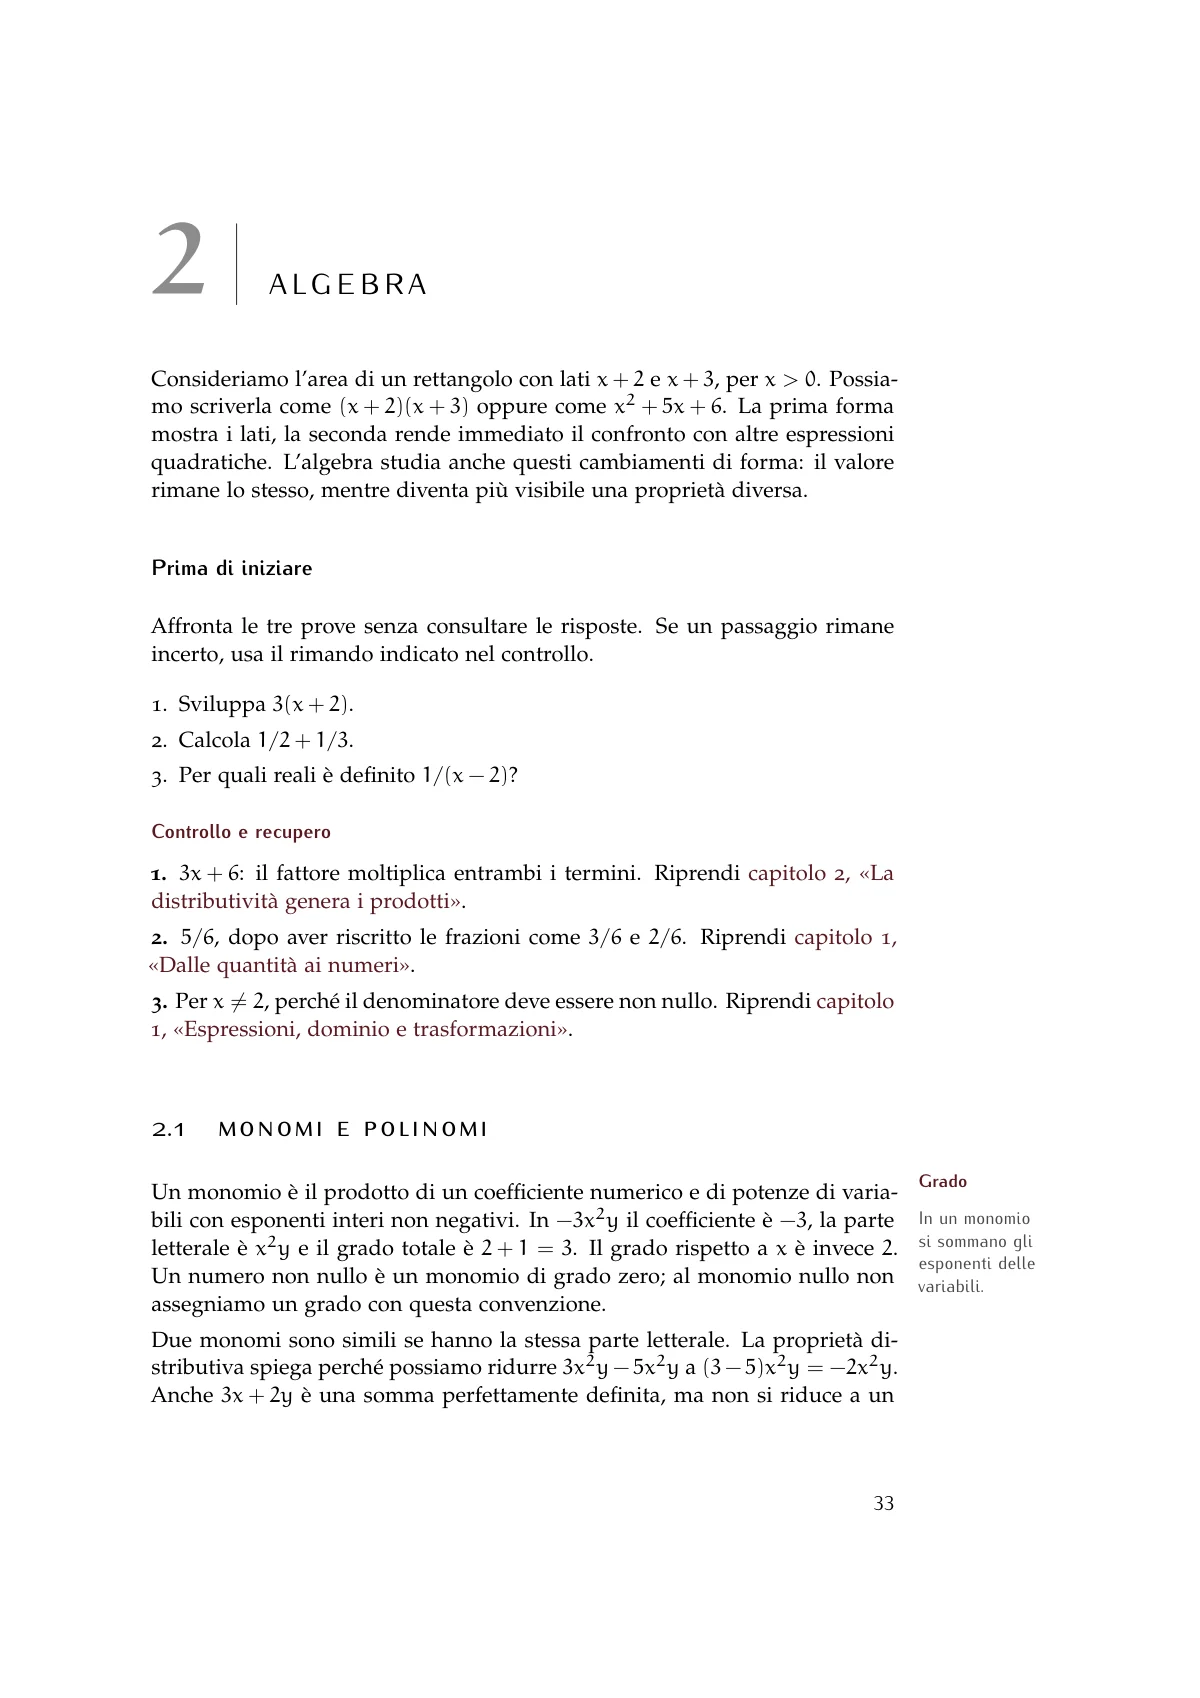 2 ALGEBRA
Consideriamo l'area di un rettangolo con lati x + 2 e x + 3, per x > 0. Possia-
mo scriverla come (x + 2)(x + 3) oppure come x² + 5x + 6. La prima forma
mostra i lati, la seconda rende immediato il confronto con altre espressioni
quadratiche. L'algebra studia anche questi cambiamenti di forma: il valore
rimane lo stesso, mentre diventa più visibile una proprietà diversa.
Prima di iniziare
Affronta le tre prove senza consultare le risposte. Se un passaggio rimane
incerto, usa il rimando indicato nel controllo.
1. Sviluppa 3(x + 2).
2. Calcola 1/2 + 1/3.
3. Per quali reali è definito 1/(x − 2)?
Controllo e recupero
1. 3x + 6: il fattore moltiplica entrambi i termini. Riprendi capitolo 2, «La
distributività genera i prodotti».
2. 5/6, dopo aver riscritto le frazioni come 3/6 e 2/6. Riprendi capitolo 1,
«Dalle quantità ai numeri».
3. Per x ≠ 2, perché il denominatore deve essere non nullo. Riprendi capitolo
1, «Espressioni, dominio e trasformazioni».
2.1 MONOMI E POLINOMI
Un monomio è il prodotto di un coefficiente numerico e di potenze di varia-
bili con esponenti interi non negativi. In −3x²y il coefficiente è −3, la parte
letterale è x²y e il grado totale è 2 + 1 = 3. Il grado rispetto a x è invece 2.
Un numero non nullo è un monomio di grado zero; al monomio nullo non
assegniamo un grado con questa convenzione.
Grado
In un monomio
si sommano gli
esponenti delle
variabili.
Due monomi sono simili se hanno la stessa parte letterale. La proprietà di-
stributiva spiega perché possiamo ridurre 3x²y − 5x²y a (3 − 5)x²y = −2x²y.
Anche 3x + 2y è una somma perfettamente definita, ma non si riduce a un
33